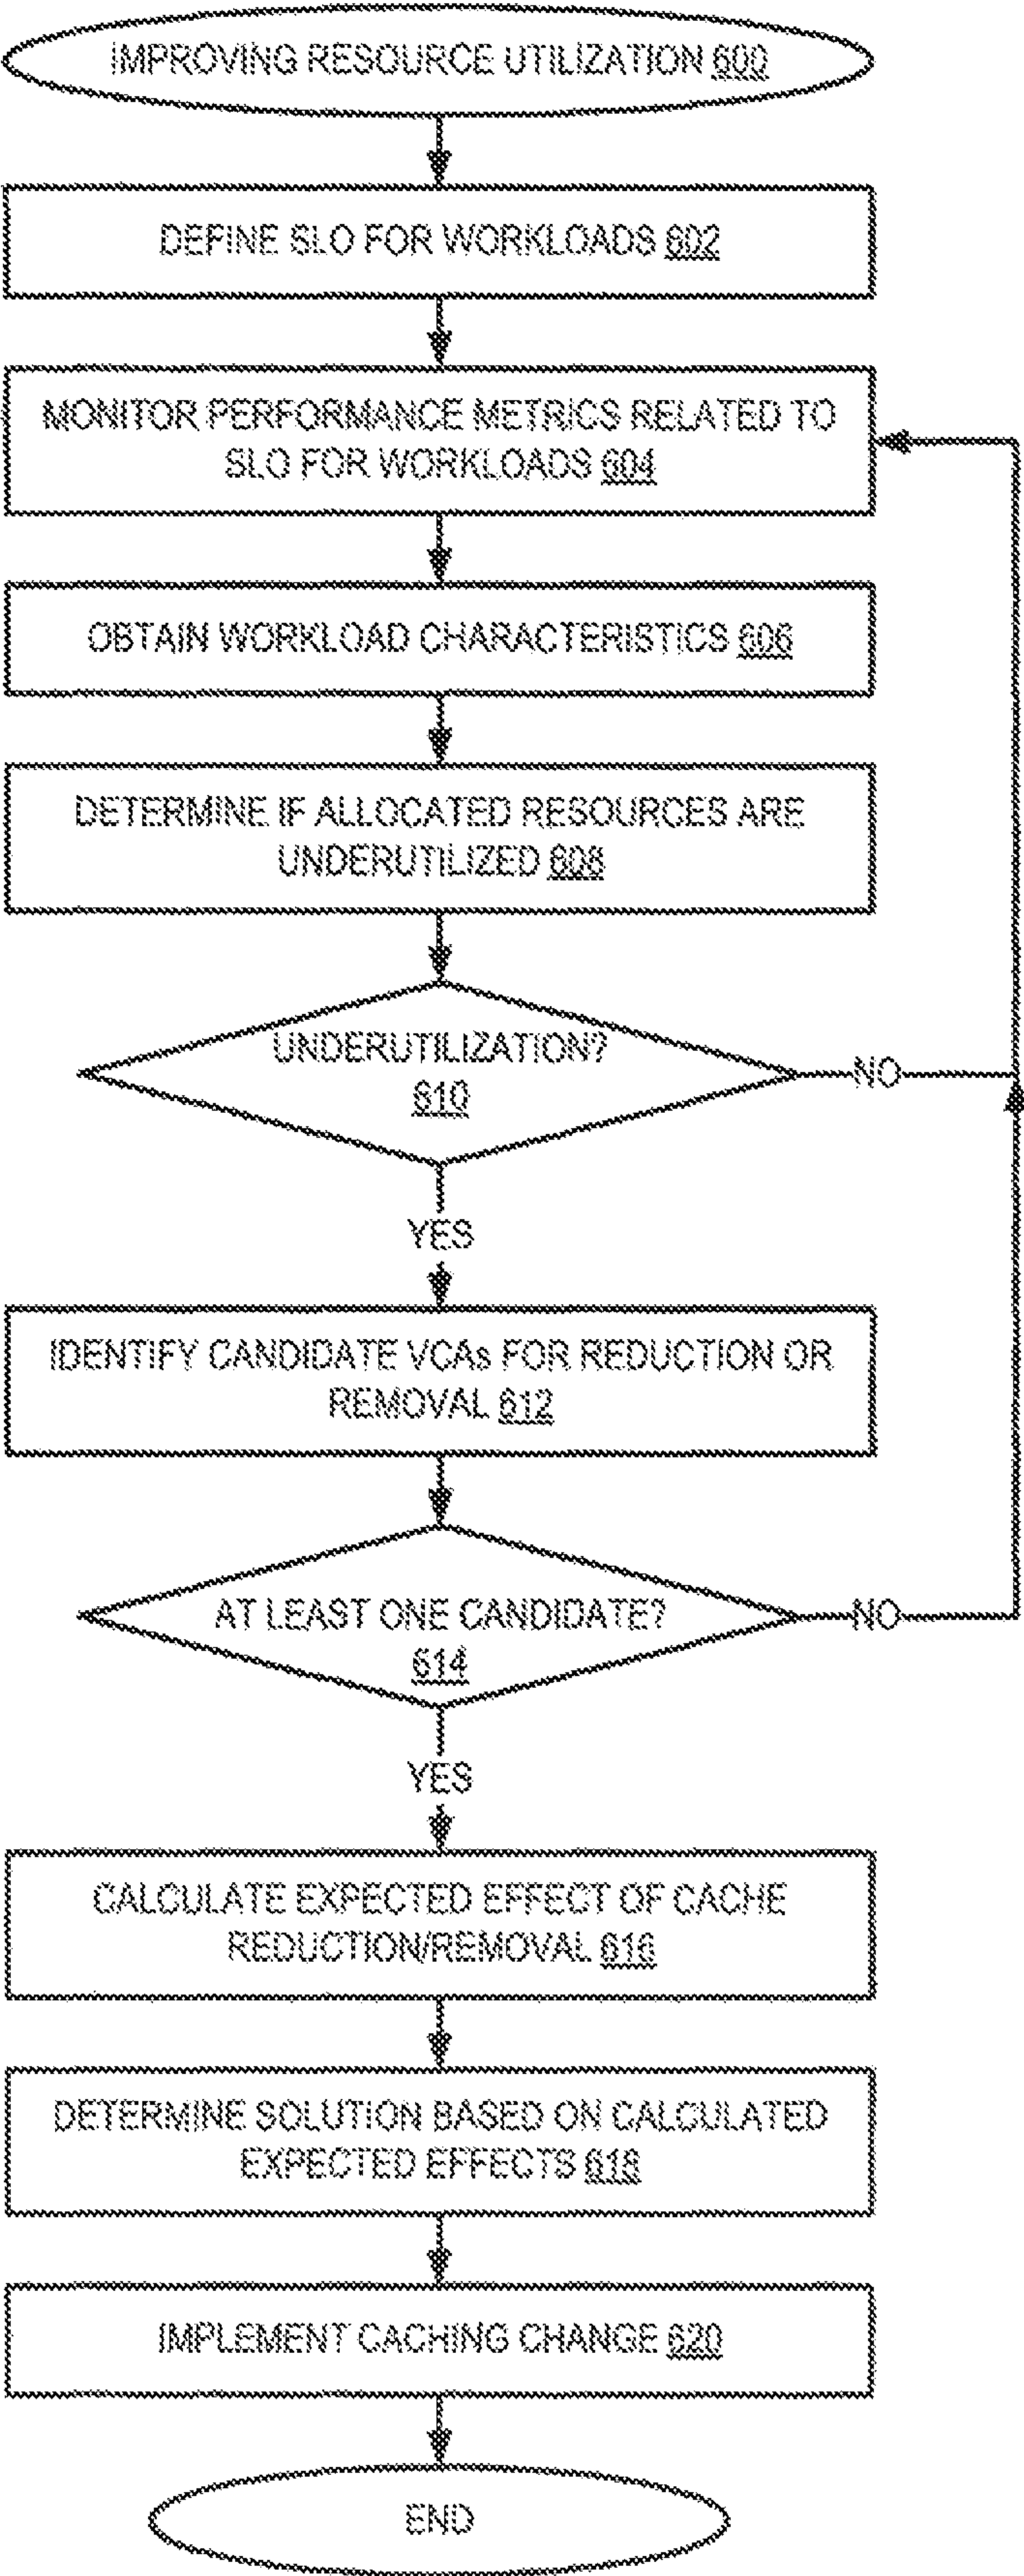 IMPROVING RESOURCE UTILIZATION 600
DEFINE SLO FOR WORKLOADS 602
MONITOR PERFORMANCE METRICS RELATED TO
SLO FOR WORKLOADS 604
OBTAIN WORKLOAD CHARACTERISTICS 606
DETERMINE IF ALLOCATED RESOURCES ARE
UNDERUTILIZED 608
UNDERUTILIZATION?
610
NO
YES
IDENTIFY CANDIDATE VCAs FOR REDUCTION OR
REMOVAL 612
AT LEAST ONE CANDIDATE?
614
NO
YES
CALCULATE EXPECTED EFFECT OF CACHE
REDUCTION/REMOVAL 616
DETERMINE SOLUTION BASED ON CALCULATED
EXPECTED EFFECTS 618
IMPLEMENT CACHING CHANGE 620
END